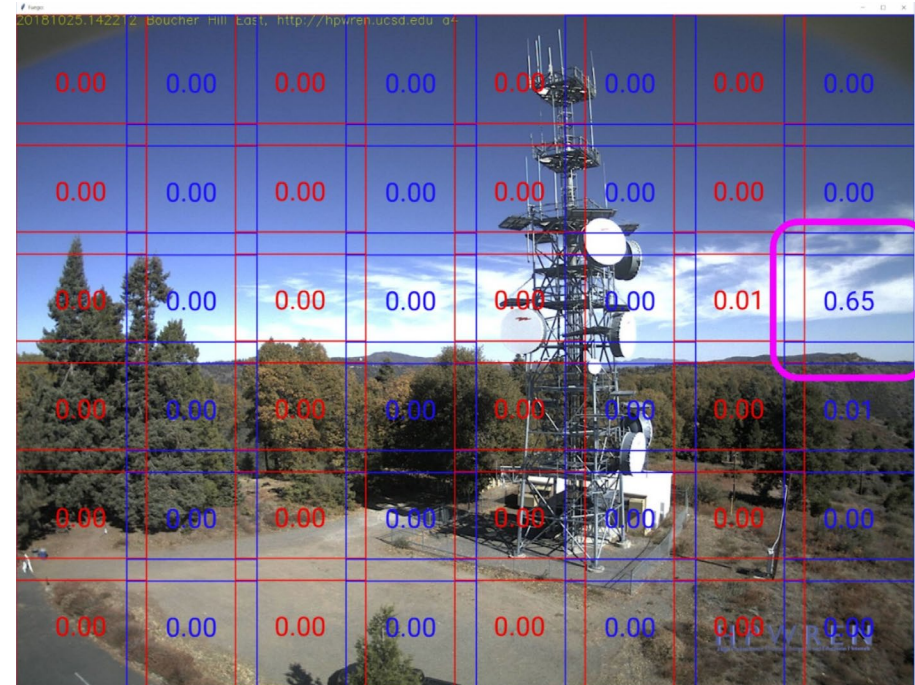 Fuego
20181025.142212 Boucher Hill East, http://hpwren.ucsd.edu a4
0.00 0.00 0.00 0.00 0.00 0.00 0.00 0.00
0.00 0.00 0.00 0.00 0.00 0.00 0.00 0.00
0.00 0.00 0.00 0.00 0.00 0.00 0.01 0.65
0.00 0.00 0.00 0.00 0.00 0.00 0.00 0.01
0.00 0.00 0.00 0.00 0.00 0.00 0.00 0.00
0.00 0.00 0.00 0.00 0.00 0.00 0.00
HPWREN